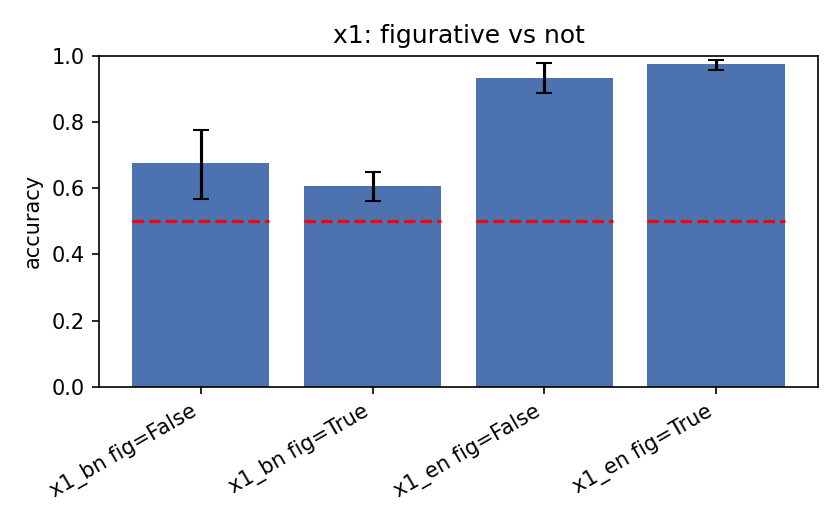 x1: figurative vs not
accuracy
1.0
0.8
0.6
0.4
0.2
0.0
x1_bn fig=False
x1_bn fig=True
x1_en fig=False
x1_en fig=True